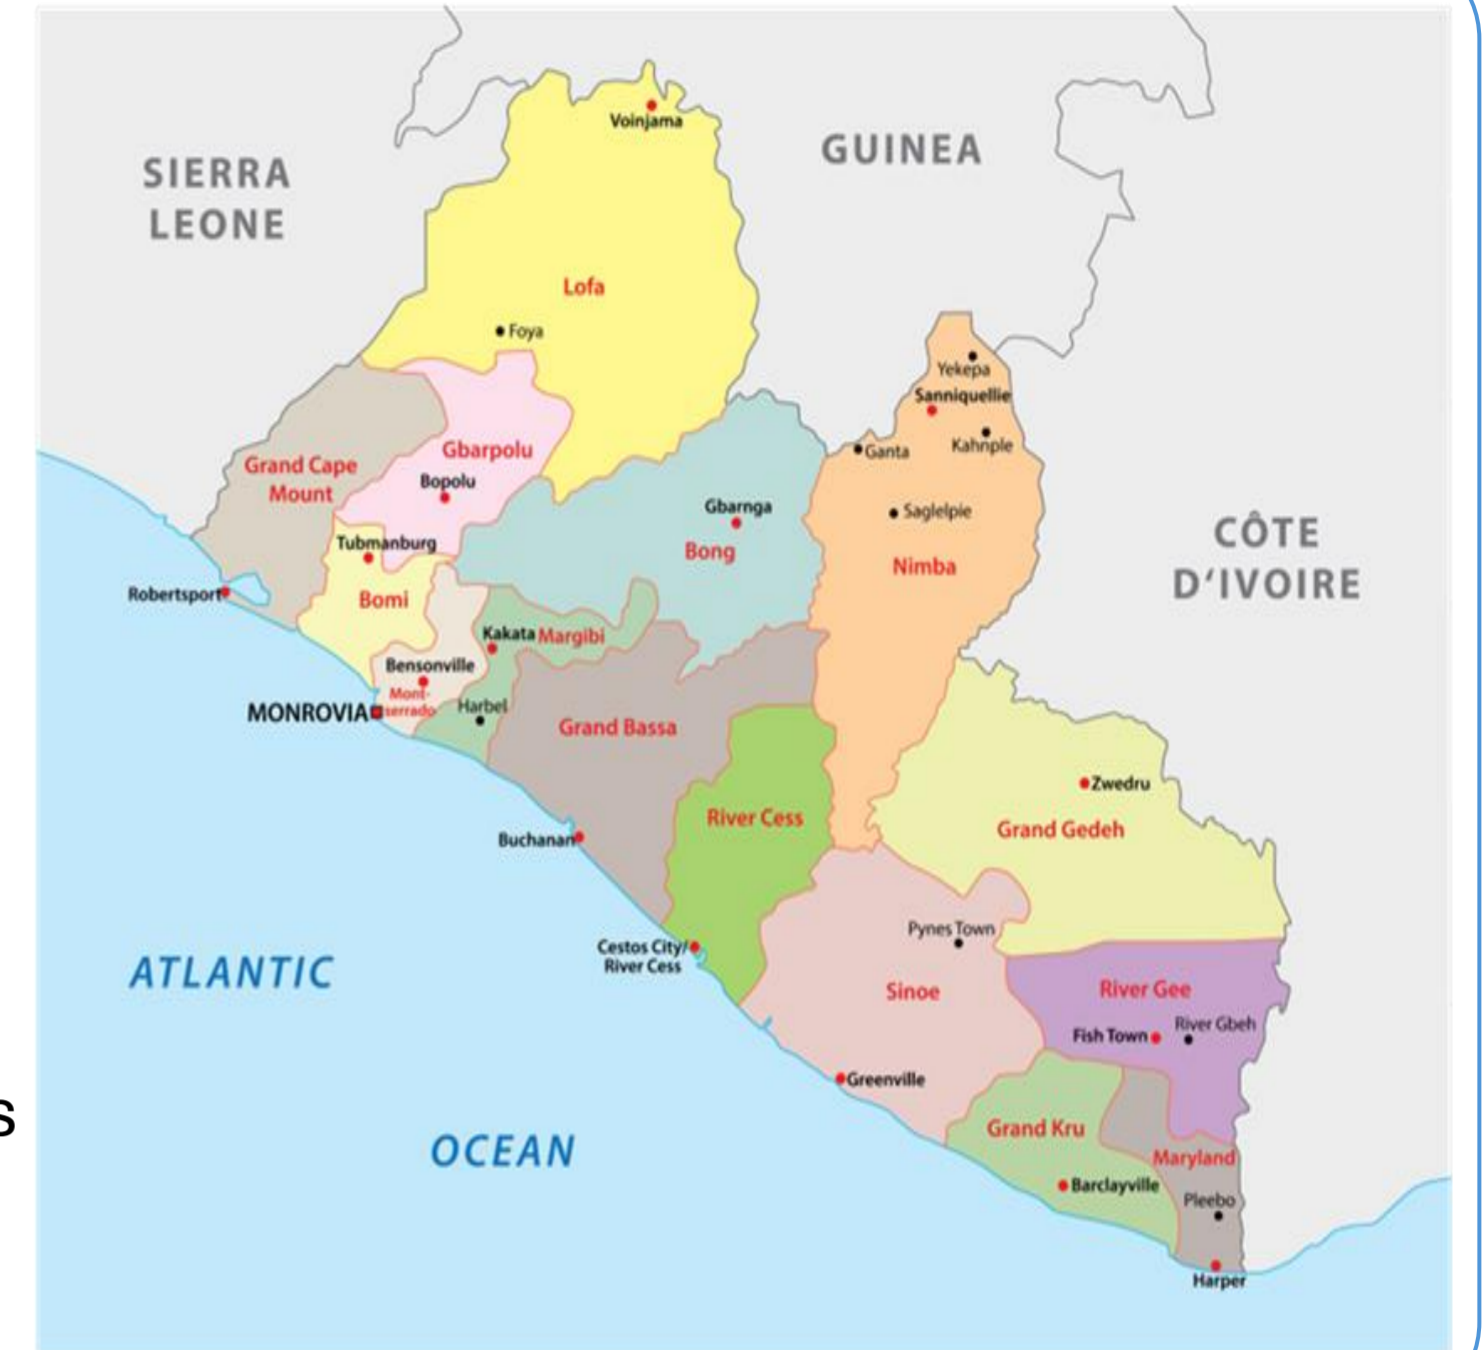 Voinjama
GUINEA
SIERRA
LEONE
Lofa
Foya
Yekepa
Sanniquellie
Kahnple
Ganta
Gbarpolu
Grand Cape
Mount
Bopolu
Gbarnga
Saglelpie
Bong
Nimba
CÔTE
D‘IVOIRE
Tubmanburg
Robertsport
Bomi
Kakata Margibi
Bensonville
Mont-
serrado
MONROVIA
Harbel
Grand Bassa
Zwedru
River Cess
Grand Gedeh
Buchanan
Pynes Town
Cestos City/
River Cess
ATLANTIC
Sinoe
River Gee
River Gbeh
Fish Town
Greenville
s
OCEAN
Grand Kru
Maryland
Barclayville
Pleebo
Harper